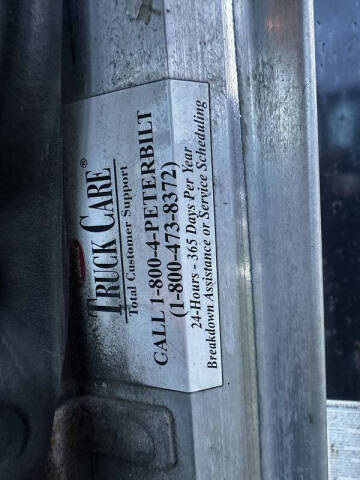 TRUCK CARE®
Total Customer Support
CALL 1-800-4-PETERBILT
(1-800-473-8372)
24-Hours - 365 Days Per Year
Breakdown Assistance or Service Scheduling